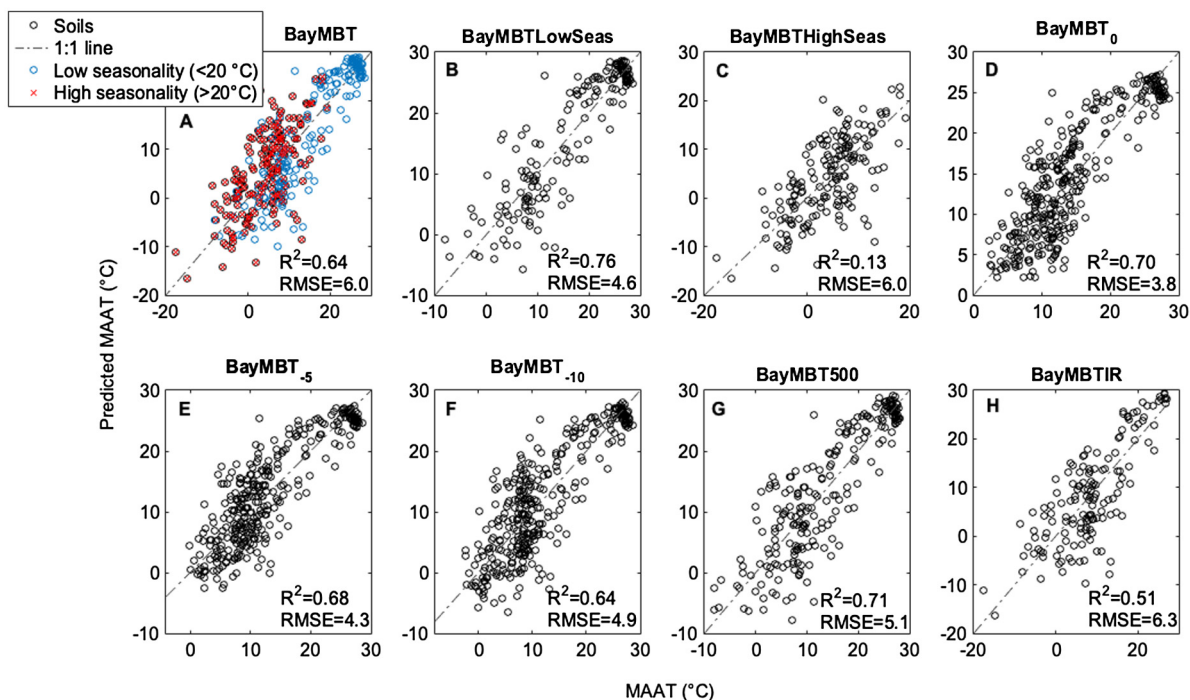 Soils
1:1 line
Low seasonality (<20 °C)
High seasonality (>20°C)
BayMBT
A
10
0
-10
-20
-20 0 20
R²=0.64
RMSE=6.0
BayMBTLowSeas
B
30
20
10
0
-10
-10 0 10 20 30
R²=0.76
RMSE=4.6
BayMBTHighSeas
C
30
20
10
0
-10
-20
-20 0 20
R²=0.13
RMSE=6.0
BayMBT₀
D
30
25
20
15
10
5
0
0 10 20 30
R²=0.70
RMSE=3.8
Predicted MAAT (°C)
BayMBT₋₅
E
30
20
10
0
-10
0 10 20 30
R²=0.68
RMSE=4.3
BayMBT₋₁₀
F
30
20
10
0
-10
0 10 20 30
R²=0.64
RMSE=4.9
BayMBT500
G
30
20
10
0
-10
-10 0 10 20 30
R²=0.71
RMSE=5.1
BayMBTIR
H
30
20
10
0
-10
-20
-20 0 20
R²=0.51
RMSE=6.3
MAAT (°C)